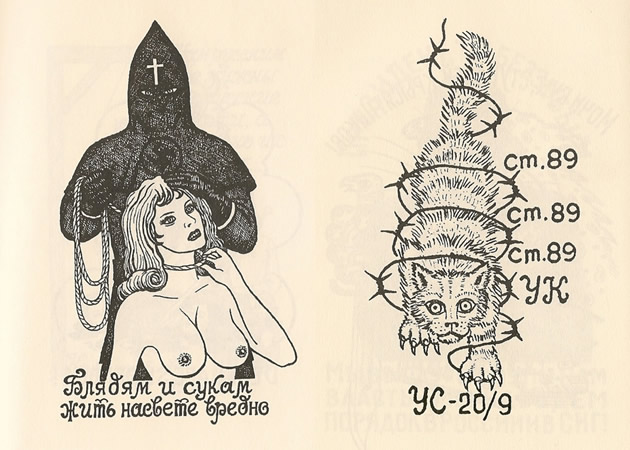 Блядям и сукам
жить насвете вредно
ст.89
ст.89
ст.89
УК
УС-20/9